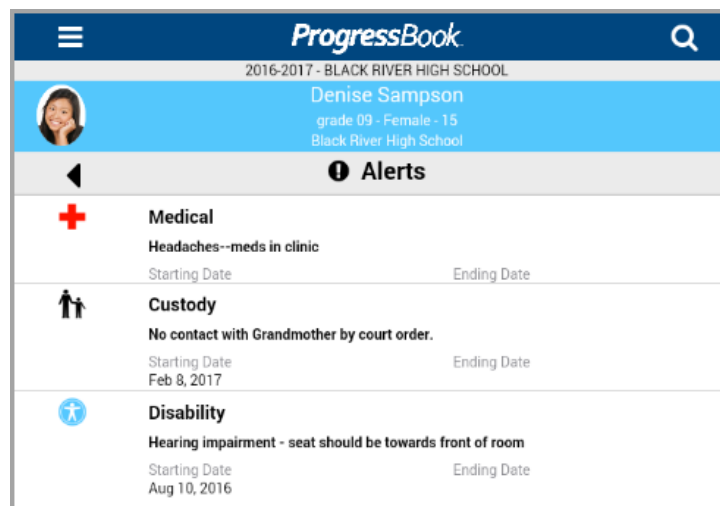 ProgressBook
2016-2017 - BLACK RIVER HIGH SCHOOL
Denise Sampson
grade 09 - Female - 15
Black River High School
Alerts
Medical
Headaches--meds in clinic
Starting Date Ending Date
Custody
No contact with Grandmother by court order.
Starting Date Ending Date
Feb 8, 2017
Disability
Hearing impairment - seat should be towards front of room
Starting Date Ending Date
Aug 10, 2016